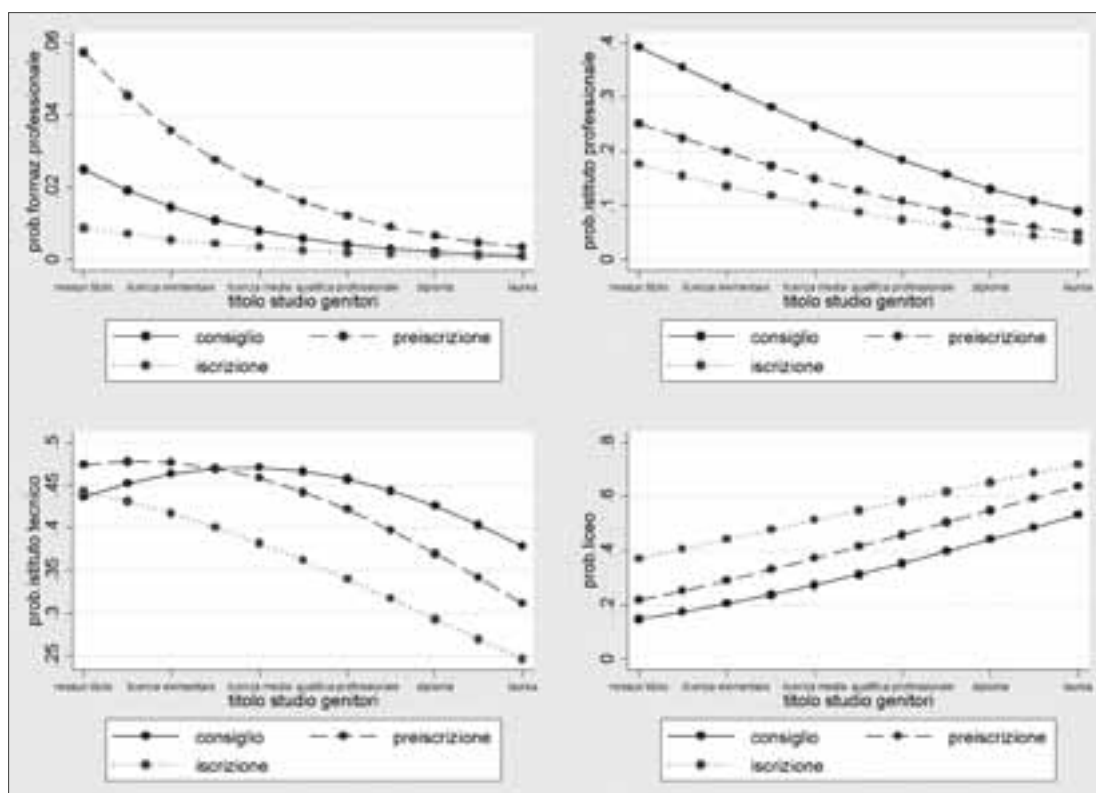 prob.formaz.professionale
.06
.04
.02
0
nessun titolo licenza elementare licenza media qualifica professionale diploma laurea
titolo studio genitori
consiglio preiscrizione
iscrizione
prob.istituto professionale
.4
.3
.2
.1
0
nessun titolo licenza elementare licenza media qualifica professionale diploma laurea
titolo studio genitori
consiglio preiscrizione
iscrizione
prob.istituto tecnico
.5
.45
.4
.35
.3
.25
nessun titolo licenza elementare licenza media qualifica professionale diploma laurea
titolo studio genitori
consiglio preiscrizione
iscrizione
prob.liceo
.8
.6
.4
.2
0
nessun titolo licenza elementare licenza media qualifica professionale diploma laurea
titolo studio genitori
consiglio preiscrizione
iscrizione